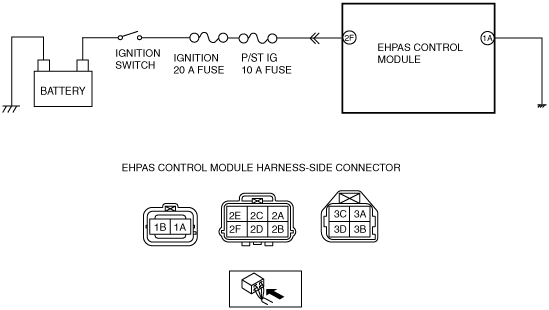 2F
1A
EHPAS CONTROL
MODULE
IGNITION
SWITCH
IGNITION
20 A FUSE
P/ST IG
10 A FUSE
BATTERY
EHPAS CONTROL MODULE HARNESS-SIDE CONNECTOR
1B 1A
2E 2C 2A
2F 2D 2B
3C 3A
3D 3B